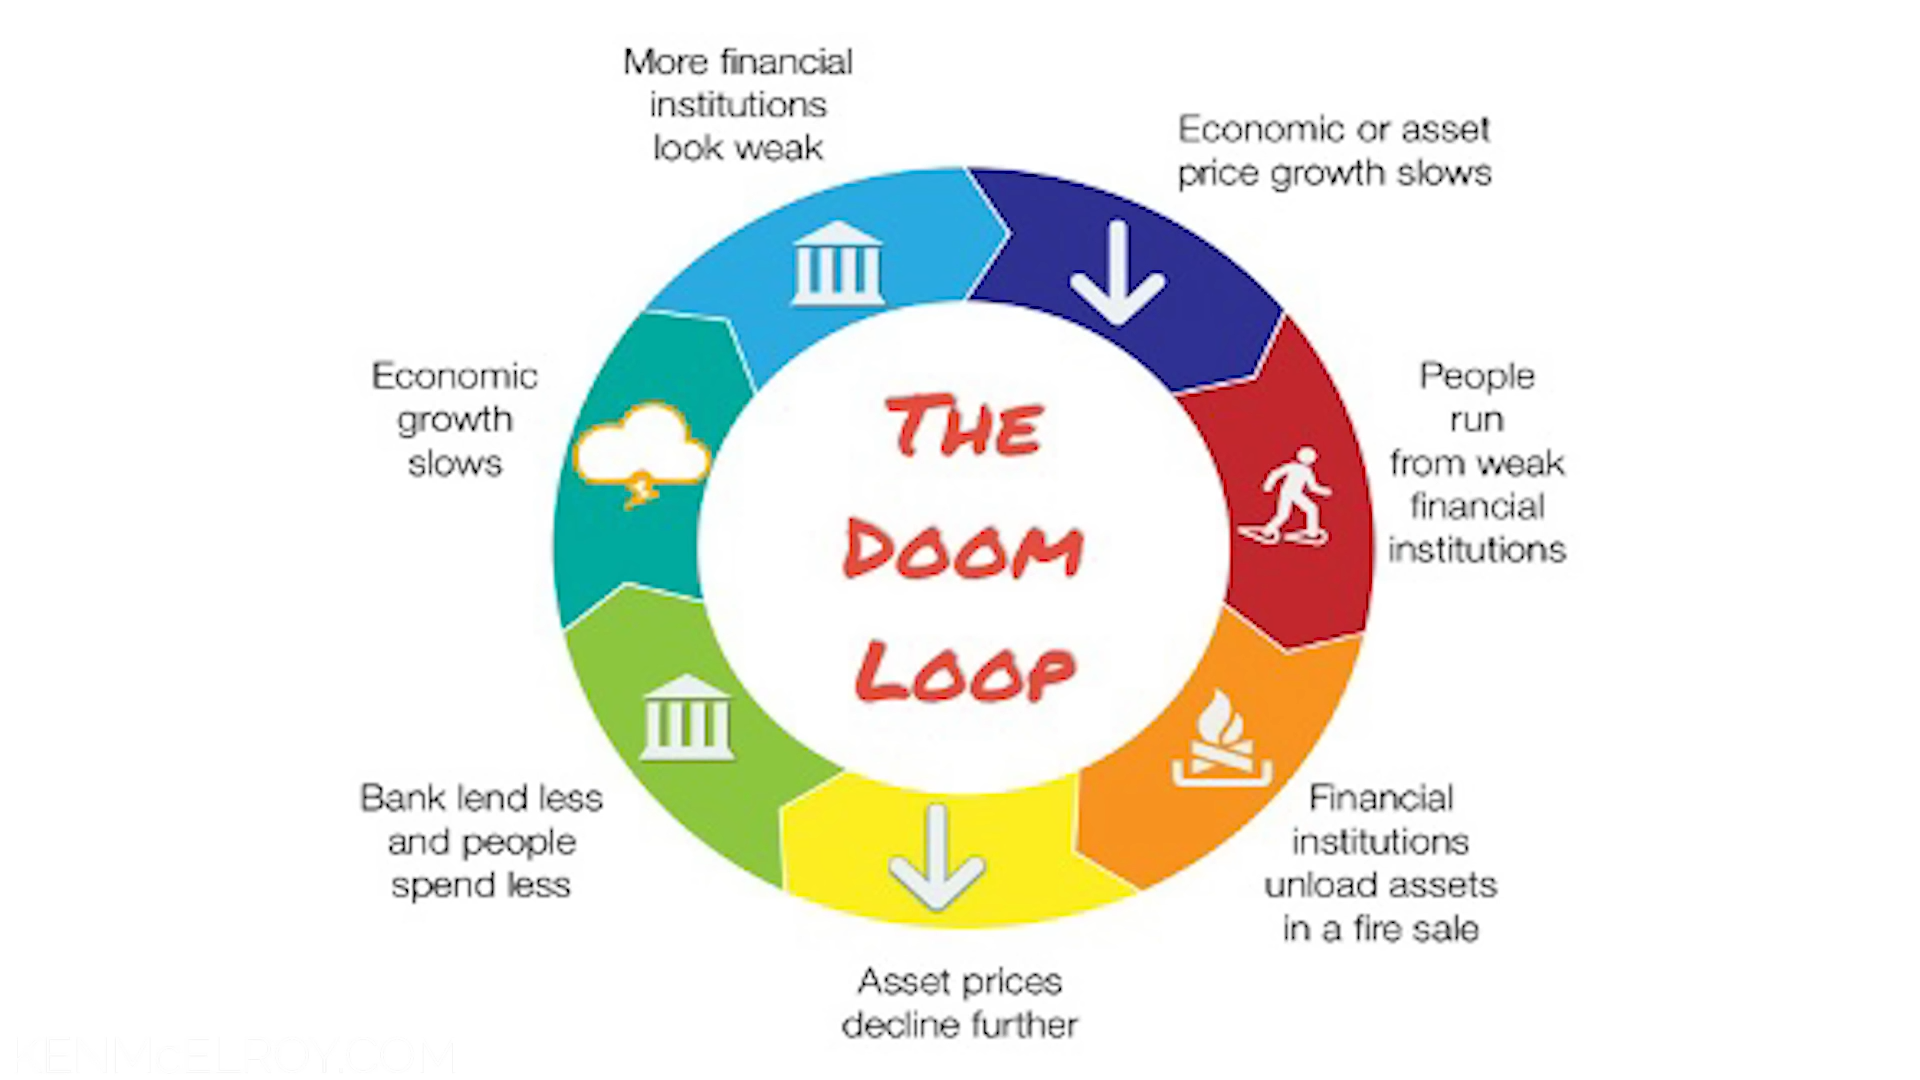 More financial
institutions
look weak
Economic or asset
price growth slows
People
run
from weak
financial
institutions
Financial
institutions
unload assets
in a fire sale
Asset prices
decline further
Bank lend less
and people
spend less
Economic
growth
slows
THE
DOOM
LOOP
KENMCELROY.COM